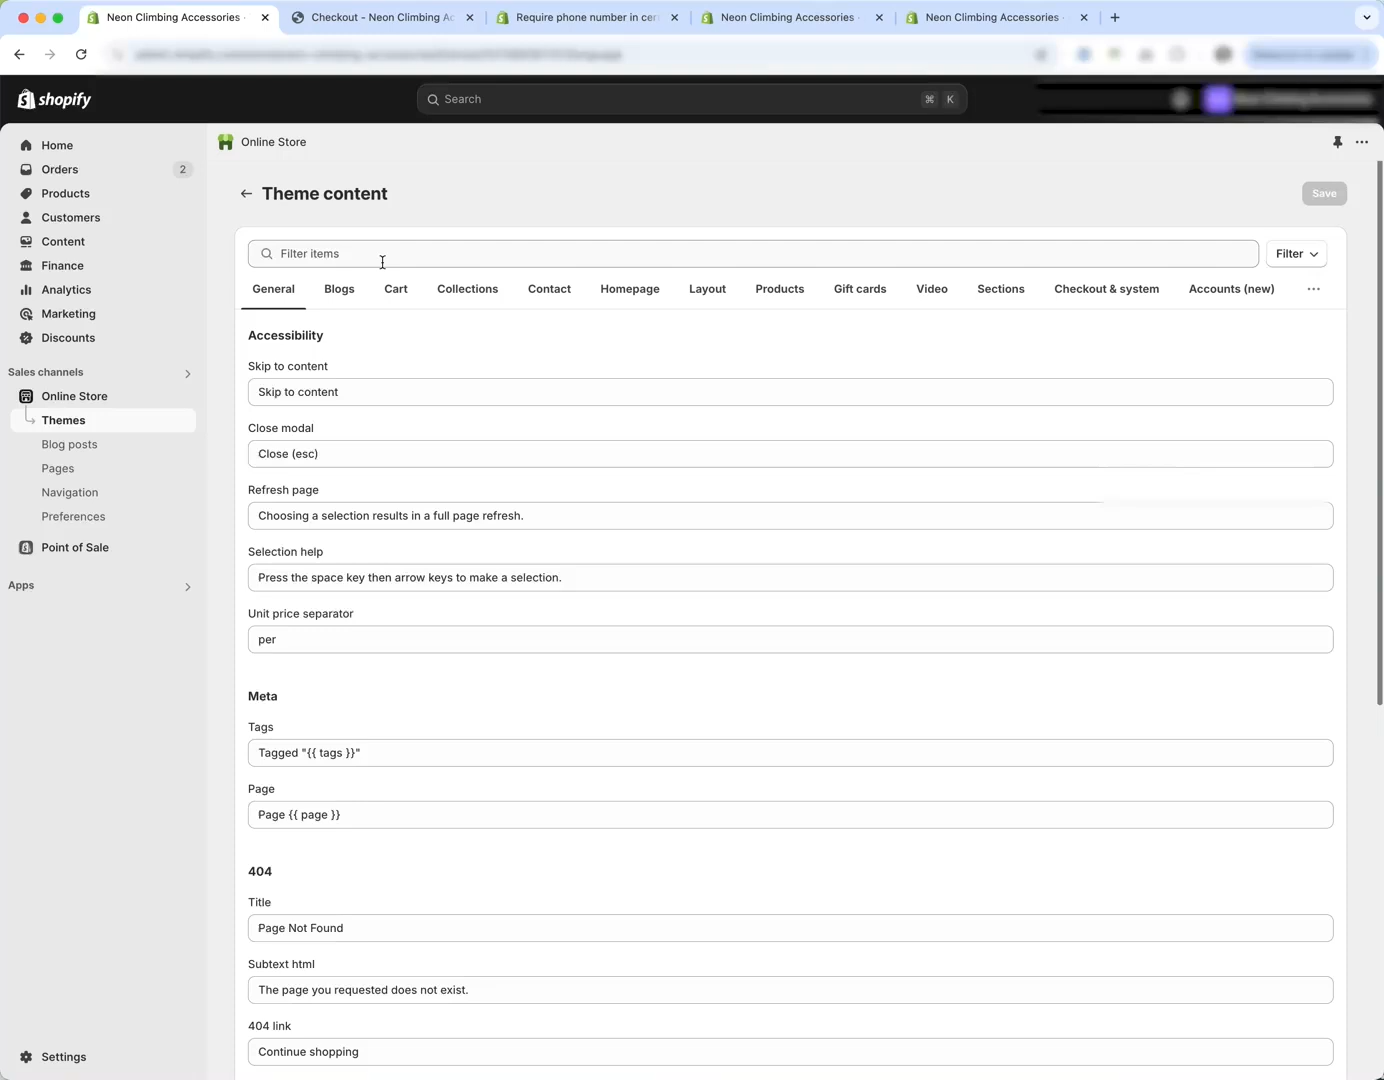 Neon Climbing Accessories ·
Checkout - Neon Climbing Ac
Require phone number in cer
Neon Climbing Accessories ·
Neon Climbing Accessories ·
shopify
Search
⌘ K
Home
Orders 2
Products
Customers
Content
Finance
Analytics
Marketing
Discounts
Sales channels
Online Store
Themes
Blog posts
Pages
Navigation
Preferences
Point of Sale
Apps
Settings
Online Store
Theme content
Save
Filter items
Filter
General Blogs Cart Collections Contact Homepage Layout Products Gift cards Video Sections Checkout & system Accounts (new)
Accessibility
Skip to content
Skip to content
Close modal
Close (esc)
Refresh page
Choosing a selection results in a full page refresh.
Selection help
Press the space key then arrow keys to make a selection.
Unit price separator
per
Meta
Tags
Tagged "{{ tags }}"
Page
Page {{ page }}
404
Title
Page Not Found
Subtext html
The page you requested does not exist.
404 link
Continue shopping